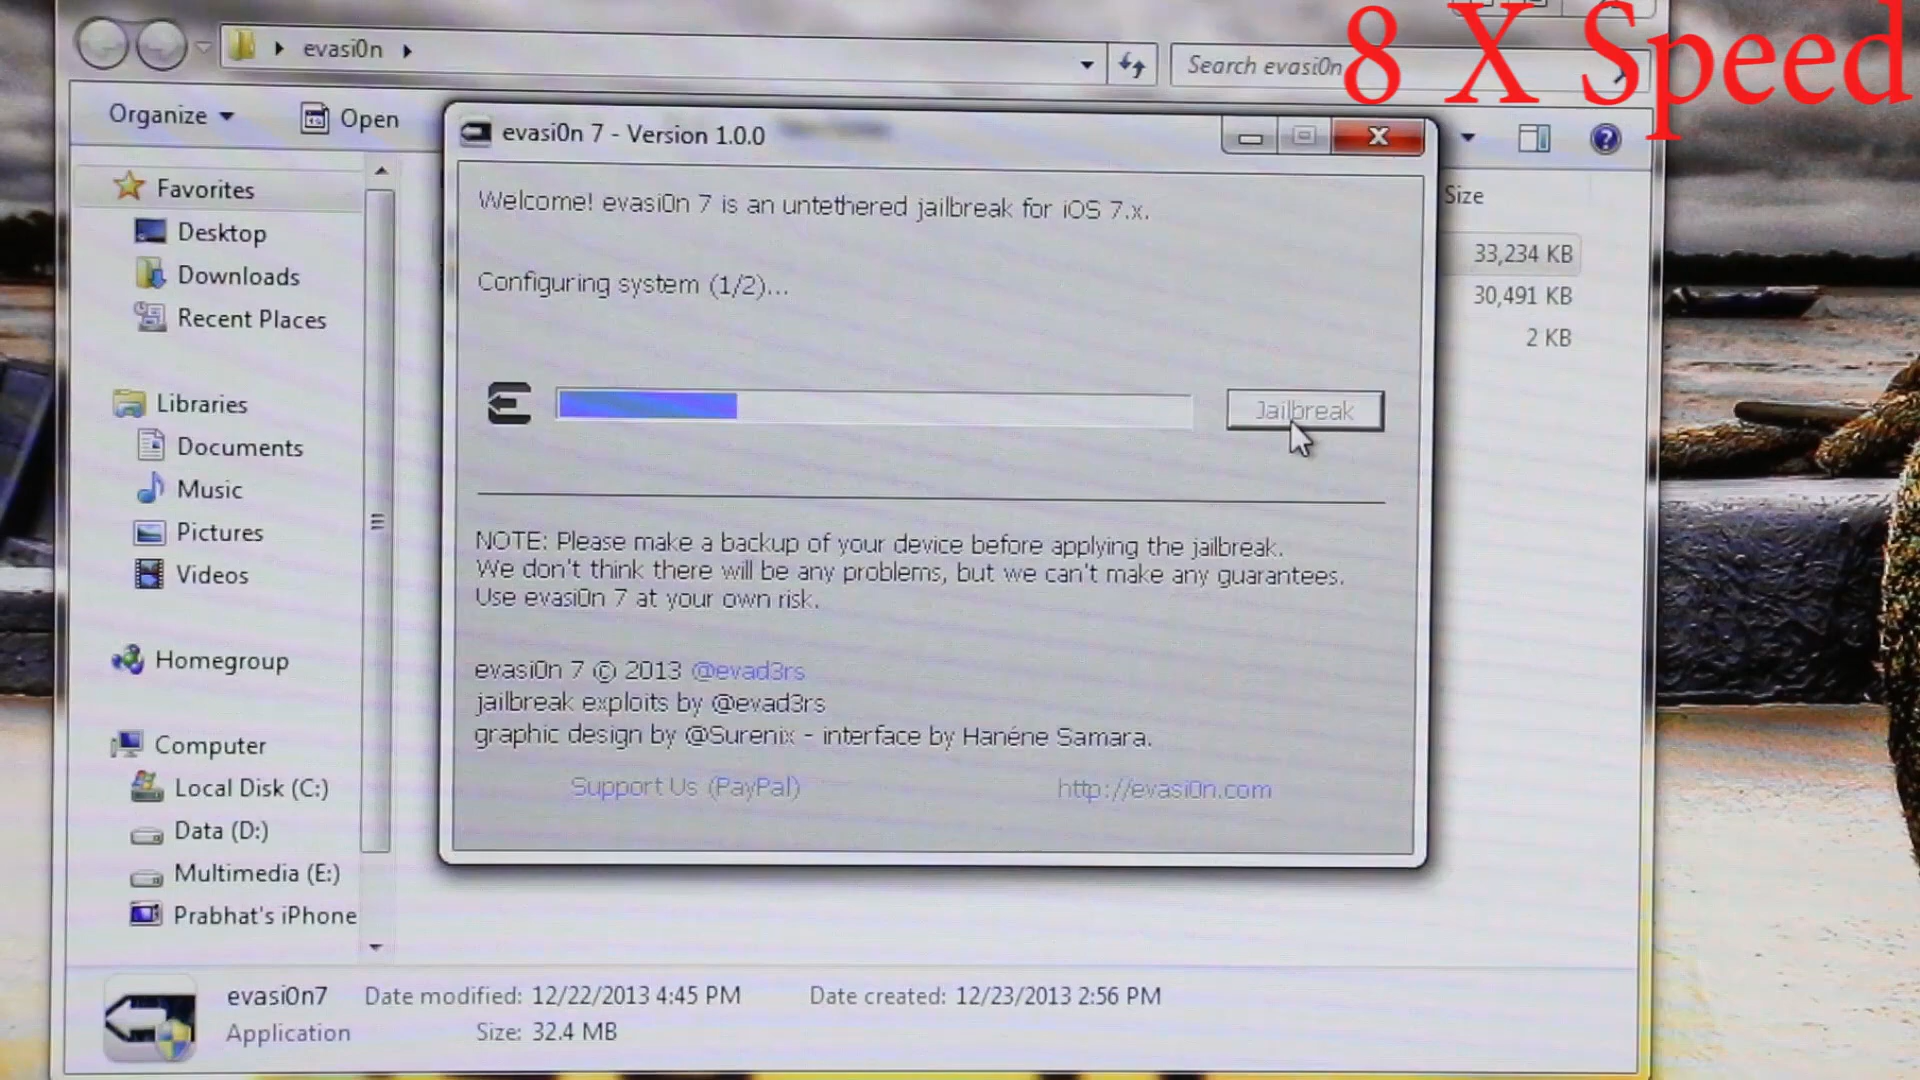 8 X Speed
evasi0n
Search evasi0n
Organize
Open
evasi0n 7 - Version 1.0.0
Favorites
Desktop
Downloads
Recent Places
Libraries
Documents
Music
Pictures
Videos
Homegroup
Computer
Local Disk (C:)
Data (D:)
Multimedia (E:)
Prabhat's iPhone
Welcome! evasi0n 7 is an untethered jailbreak for iOS 7.x.
Configuring system (1/2)...
Jailbreak
NOTE: Please make a backup of your device before applying the jailbreak.
We don't think there will be any problems, but we can't make any guarantees.
Use evasi0n 7 at your own risk.
evasi0n 7 © 2013 @evad3rs
jailbreak exploits by @evad3rs
graphic design by @Surenix - interface by Hanéne Samara.
Support Us (PayPal)
http://evasi0n.com
Size
33,234 KB
30,491 KB
2 KB
evasi0n7
Date modified: 12/22/2013 4:45 PM
Date created: 12/23/2013 2:56 PM
Application
Size: 32.4 MB